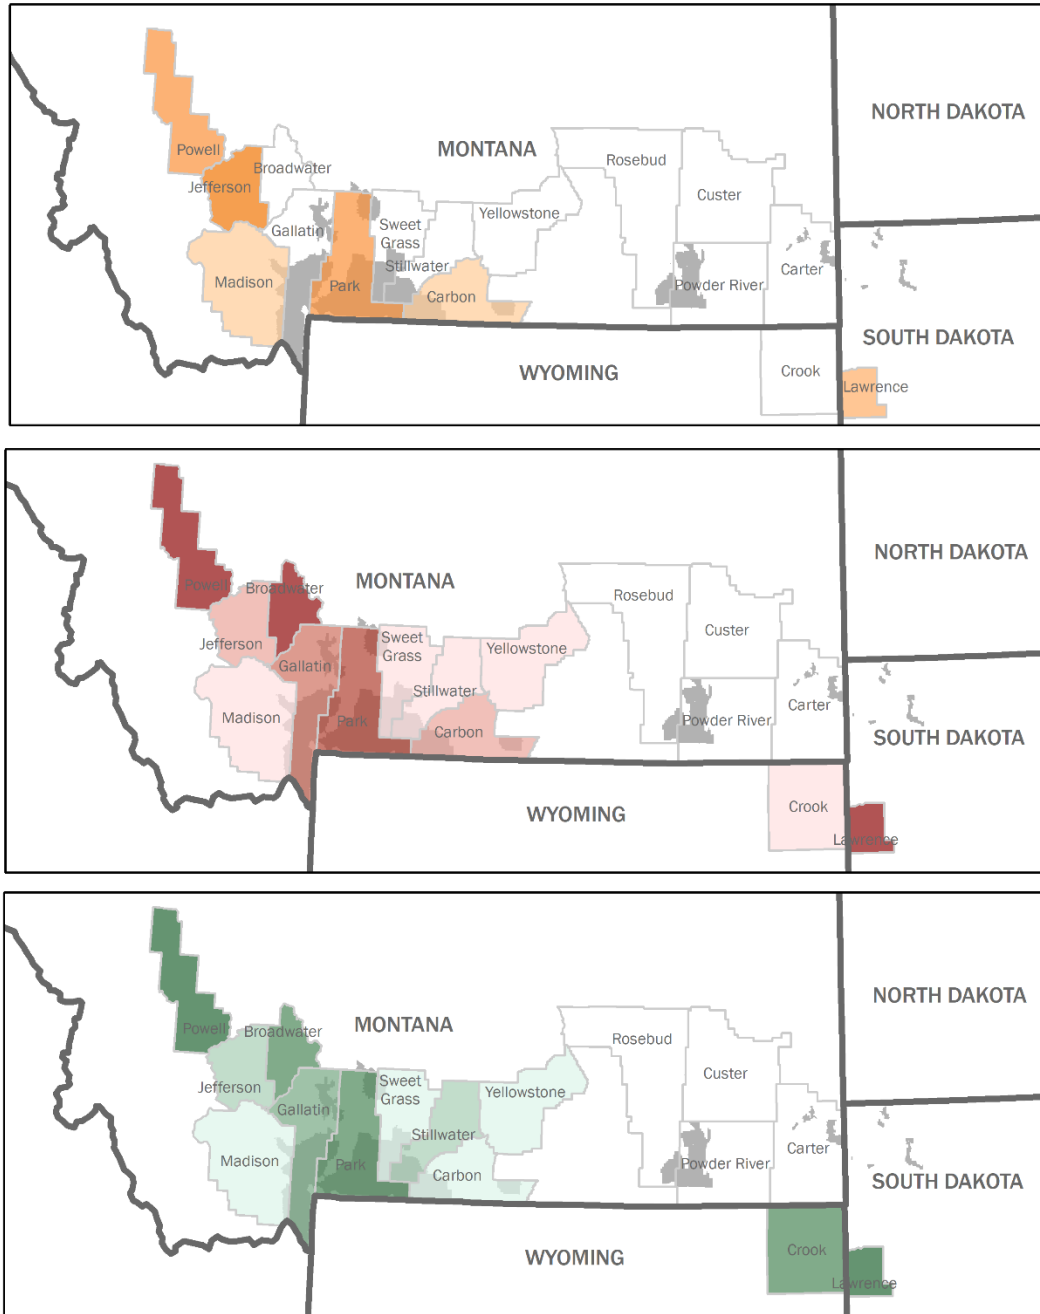 NORTH DAKOTA
MONTANA
Powell
Broadwater
Rosebud
Jefferson
Custer
Yellowstone
Sweet
Grass
Gallatin
Stillwater
Carter
Madison
Park
Carbon
Powder River
SOUTH DAKOTA
WYOMING
Crook
Lawrence
NORTH DAKOTA
MONTANA
Powell
Broadwater
Rosebud
Custer
Jefferson
Sweet
Grass
Yellowstone
Gallatin
Stillwater
Carter
Madison
Park
Powder River
Carbon
SOUTH DAKOTA
WYOMING
Crook
Lawrence
NORTH DAKOTA
MONTANA
Powell
Broadwater
Rosebud
Custer
Jefferson
Sweet
Grass
Yellowstone
Gallatin
Stillwater
Carter
Madison
Park
Powder River
Carbon
SOUTH DAKOTA
WYOMING
Crook
Lawrence